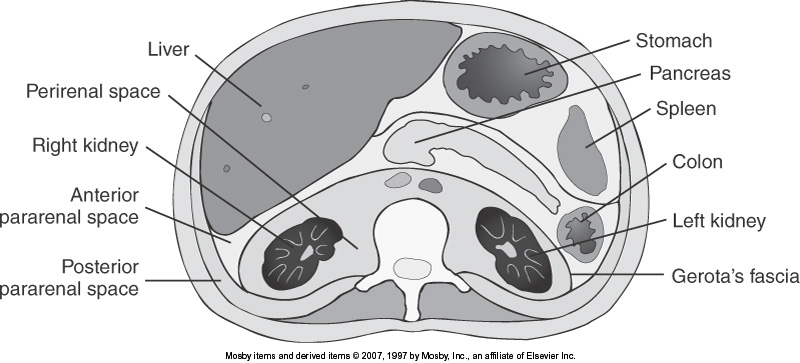 Liver
Perirenal space
Right kidney
Anterior
pararenal space
Posterior
pararenal space
Stomach
Pancreas
Spleen
Colon
Left kidney
Gerota's fascia
Mosby items and derived items © 2007, 1997 by Mosby, Inc., an affiliate of Elsevier Inc.